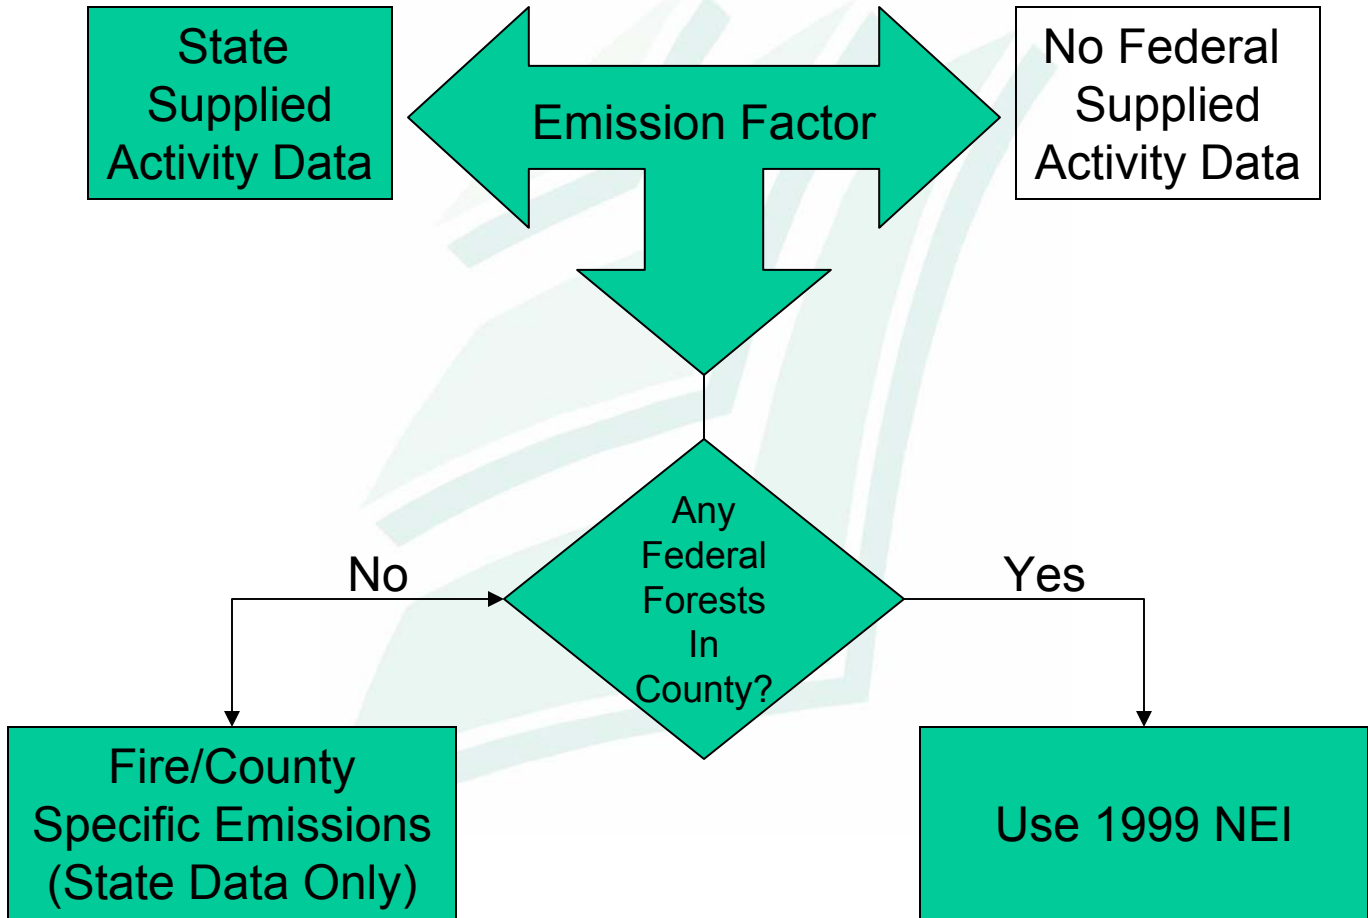 State
Supplied
Activity Data
Emission Factor
No Federal
Supplied
Activity Data
Any
Federal
Forests
In
County?
No
Yes
Fire/County
Specific Emissions
(State Data Only)
Use 1999 NEI